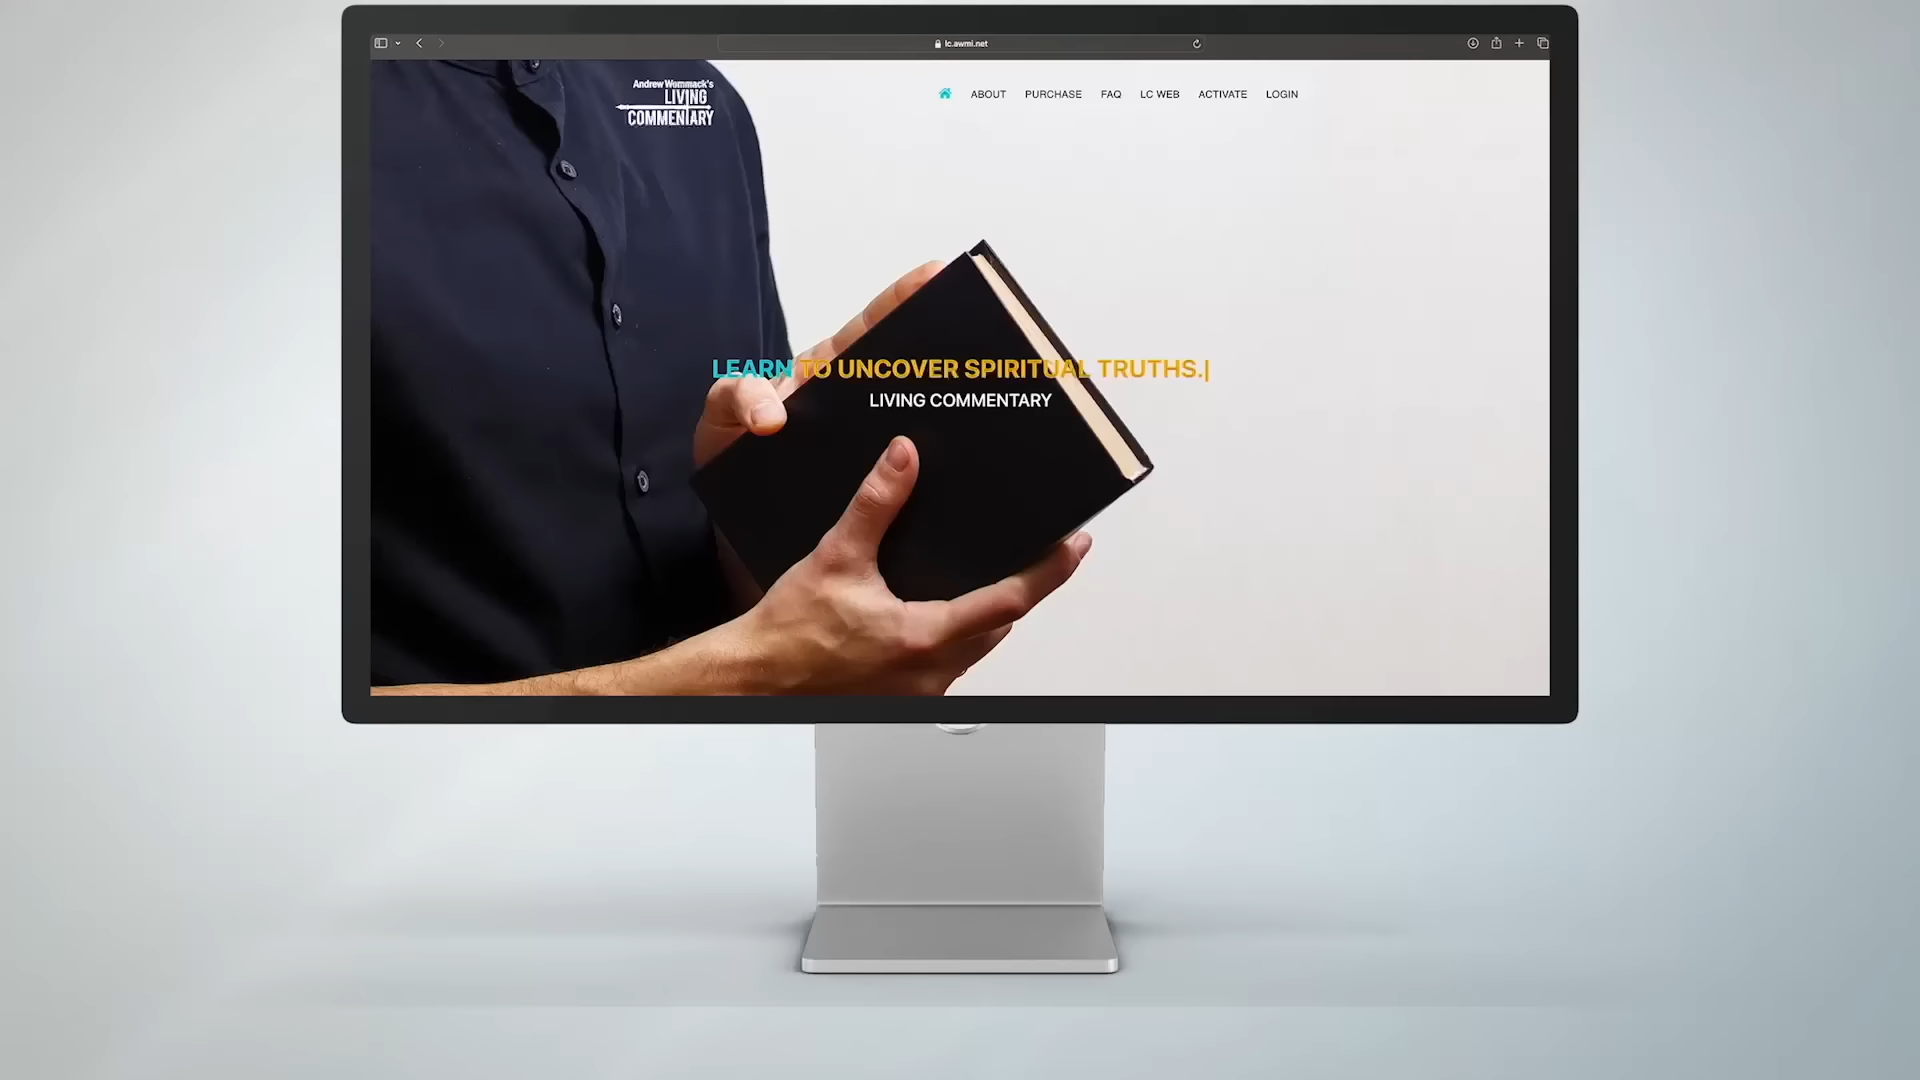 lc.awmi.net
Andrew Wommack's
LIVING
COMMENTARY
ABOUT PURCHASE FAQ LC WEB ACTIVATE LOGIN
LEARN TO UNCOVER SPIRITUAL TRUTHS.|
LIVING COMMENTARY